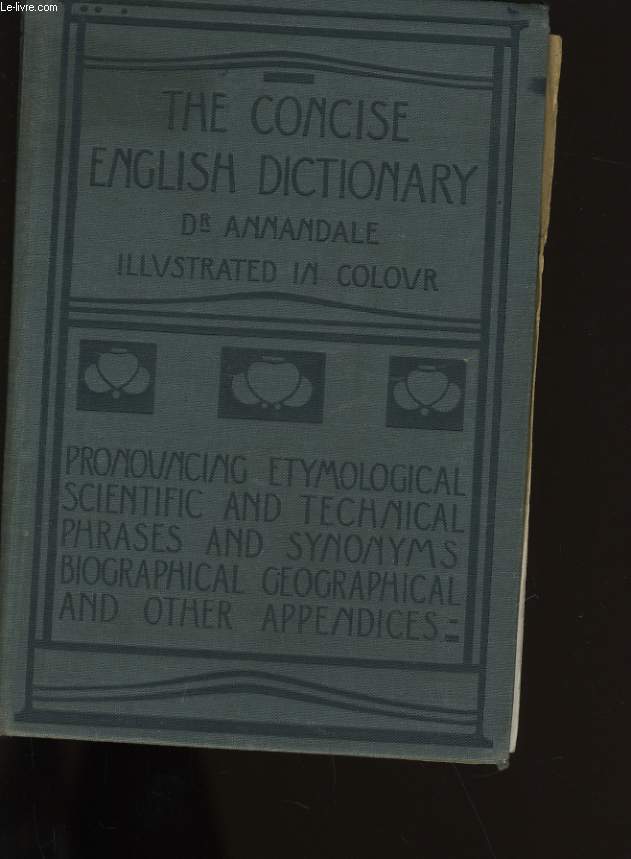 Le-livre.com
THE CONCISE
ENGLISH DICTIONARY
DR ANNANDALE
ILLVSTRATED IN COLOVR
PRONOUNCING ETYMOLOGICAL
SCIENTIFIC AND TECHNICAL
PHRASES AND SYNONYMS
BIOGRAPHICAL GEOGRAPHICAL
AND OTHER APPENDICES.